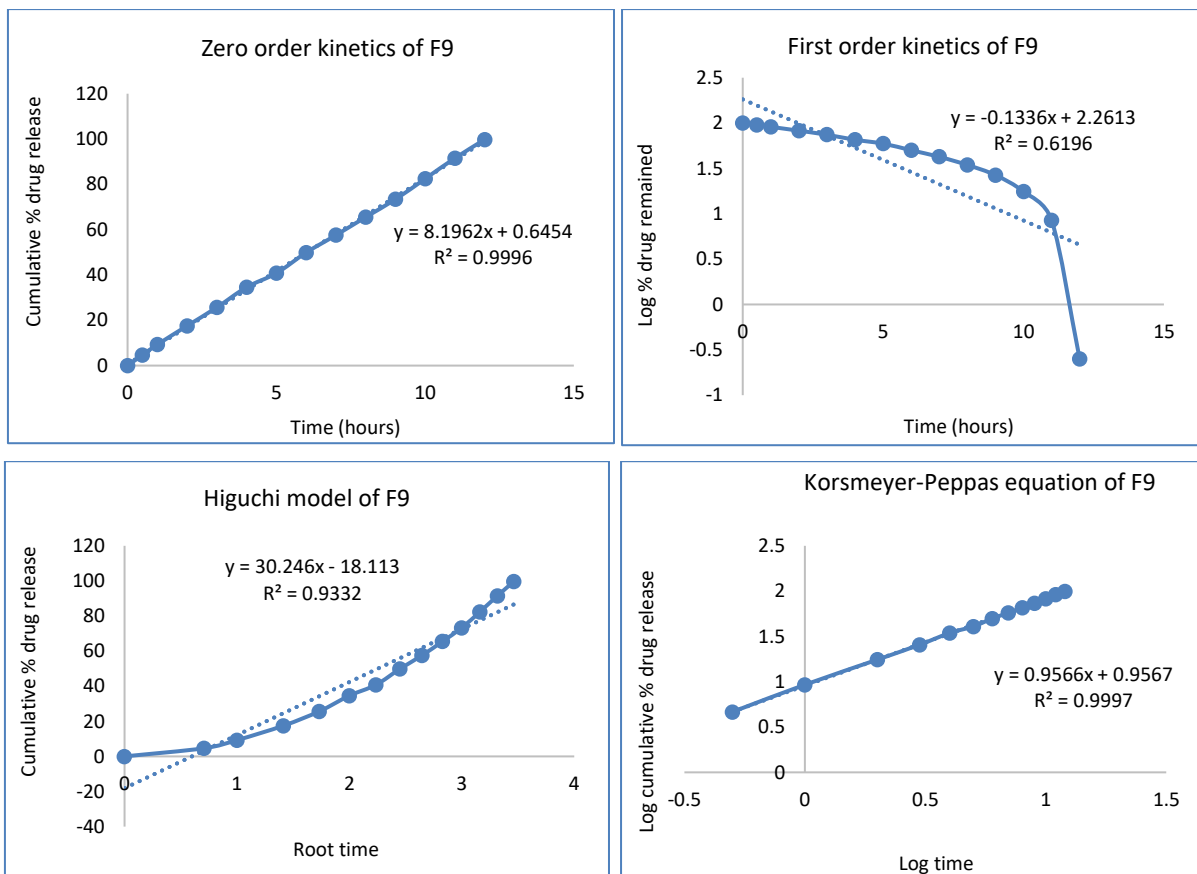 Zero order kinetics of F9
Cumulative % drug release
120
100
80
60
40
20
0
y = 8.1962x + 0.6454
R² = 0.9996
0
5
10
15
Time (hours)
First order kinetics of F9
Log % drug remained
2.5
2
1.5
1
0.5
0
-0.5
-1
y = -0.1336x + 2.2613
R² = 0.6196
0
5
10
15
Time (hours)
Higuchi model of F9
Cumulative % drug release
120
100
80
60
40
20
0
-20
-40
y = 30.246x - 18.113
R² = 0.9332
0
1
2
3
4
Root time
Korsmeyer-Peppas equation of F9
Log cumulative % drug release
2.5
2
1.5
1
0.5
0
y = 0.9566x + 0.9567
R² = 0.9997
-0.5
0
0.5
1
1.5
Log time